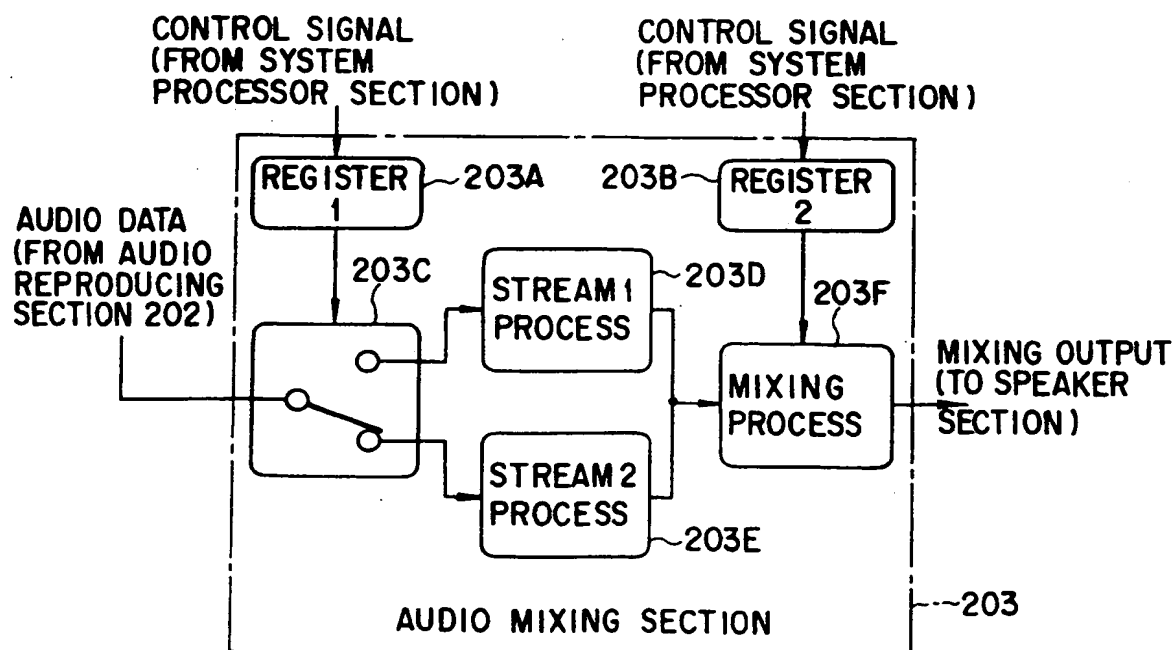 CONTROL SIGNAL
(FROM SYSTEM
PROCESSOR SECTION)
CONTROL SIGNAL
(FROM SYSTEM
PROCESSOR SECTION)
REGISTER
1
203A
203B
REGISTER
2
AUDIO DATA
(FROM AUDIO
REPRODUCING
SECTION 202)
203C
STREAM 1
PROCESS
203D
203F
MIXING
PROCESS
MIXING OUTPUT
(TO SPEAKER
SECTION)
STREAM 2
PROCESS
203E
AUDIO MIXING SECTION
203